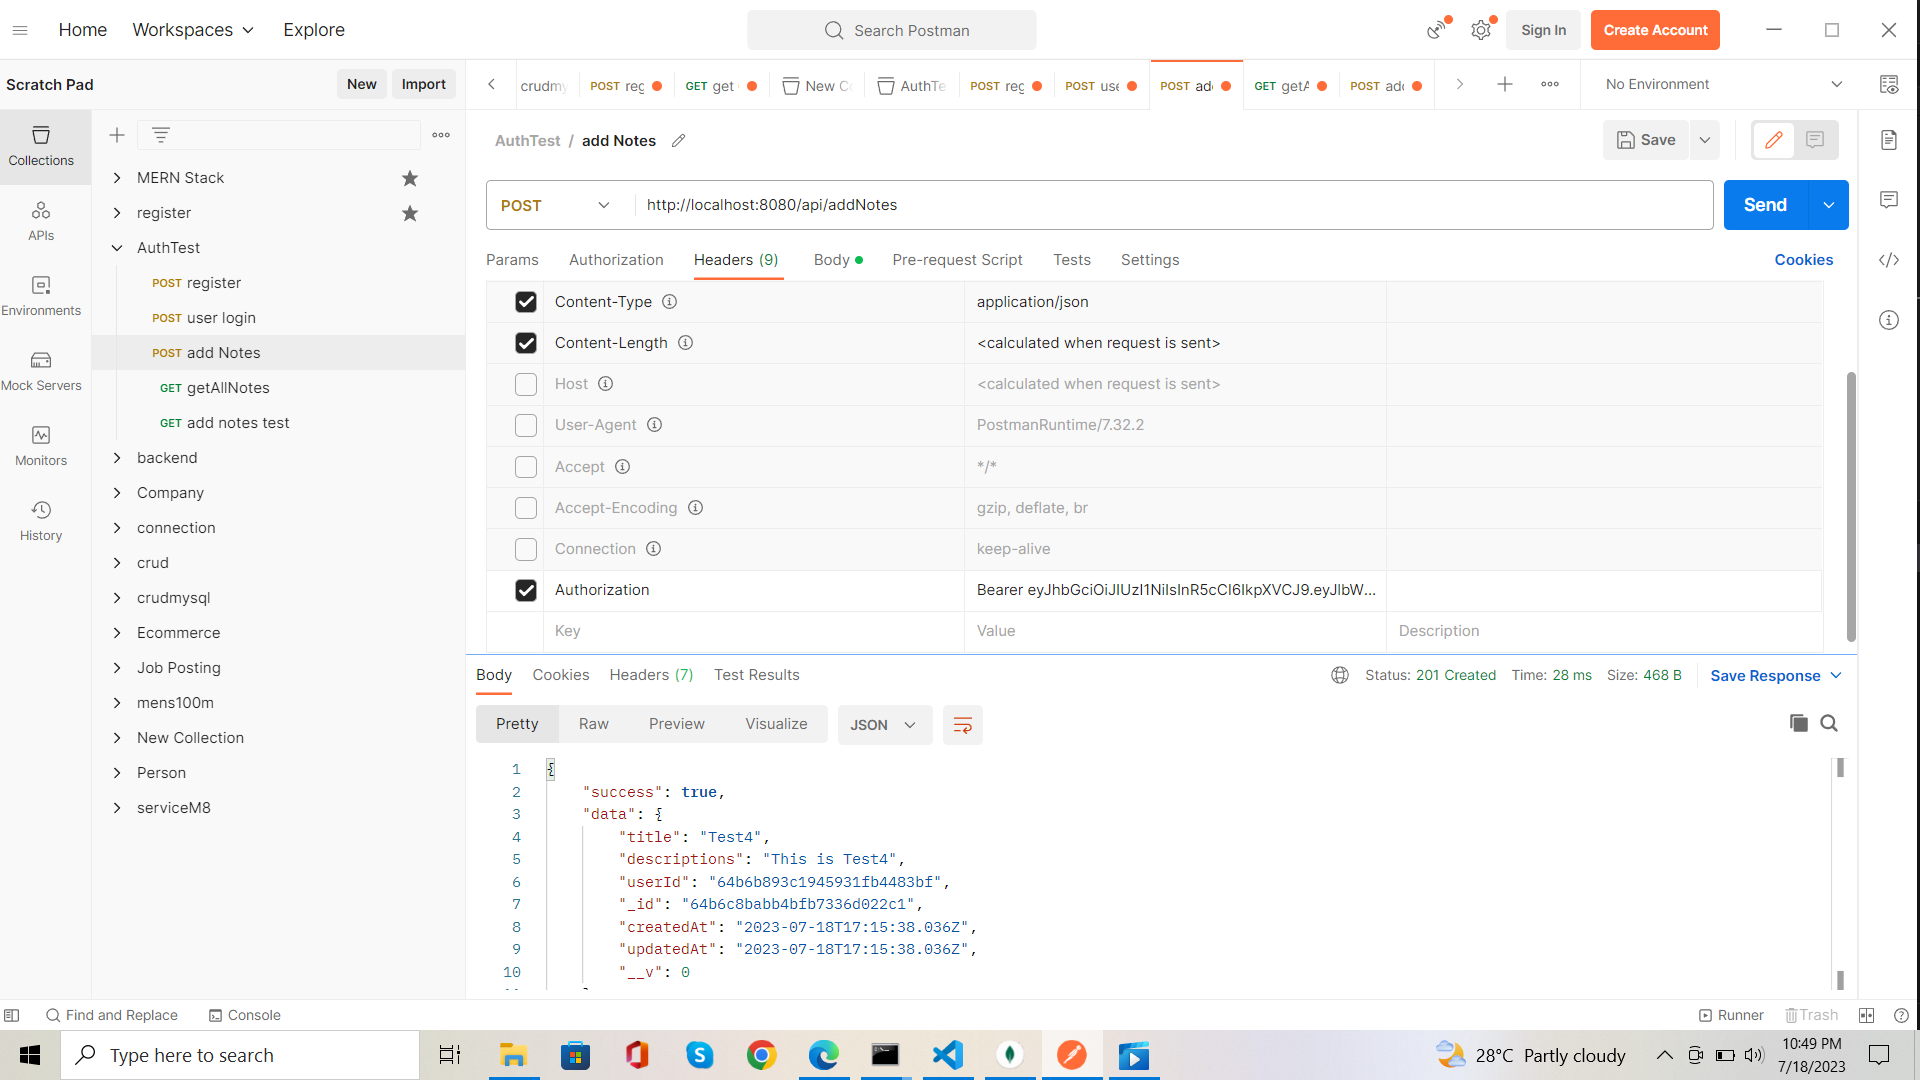 Home Workspaces Explore
Search Postman
Sign In Create Account
Scratch Pad New Import
crudmy POST reg GET get New Co AuthTe POST reg POST use POST add GET getA POST add No Environment
Collections
APIs
Environments
Mock Servers
Monitors
History
MERN Stack
register
AuthTest
POST register
POST user login
POST add Notes
GET getAllNotes
GET add notes test
backend
Company
connection
crud
crudmysql
Ecommerce
Job Posting
mens100m
New Collection
Person
serviceM8
AuthTest / add Notes Save
POST http://localhost:8080/api/addNotes Send
Params Authorization Headers (9) Body Pre-request Script Tests Settings Cookies
Content-Type application/json
Content-Length <calculated when request is sent>
Host <calculated when request is sent>
User-Agent PostmanRuntime/7.32.2
Accept */*
Accept-Encoding gzip, deflate, br
Connection keep-alive
Authorization Bearer eyJhbGciOiJIUzI1NiIsInR5cCI6IkpXVCJ9.eyJlbW...
Key Value Description
Body Cookies Headers (7) Test Results Status: 201 Created Time: 28 ms Size: 468 B Save Response
Pretty Raw Preview Visualize JSON
1 {
2 "success": true,
3 "data": {
4 "title": "Test4",
5 "descriptions": "This is Test4",
6 "userId": "64b6b893c1945931fb4483bf",
7 "_id": "64b6c8babb4bfb7336d022c1",
8 "createdAt": "2023-07-18T17:15:38.036Z",
9 "updatedAt": "2023-07-18T17:15:38.036Z",
10 "__v": 0
Find and Replace Console Runner Trash
Type here to search
28°C Partly cloudy
10:49 PM
7/18/2023